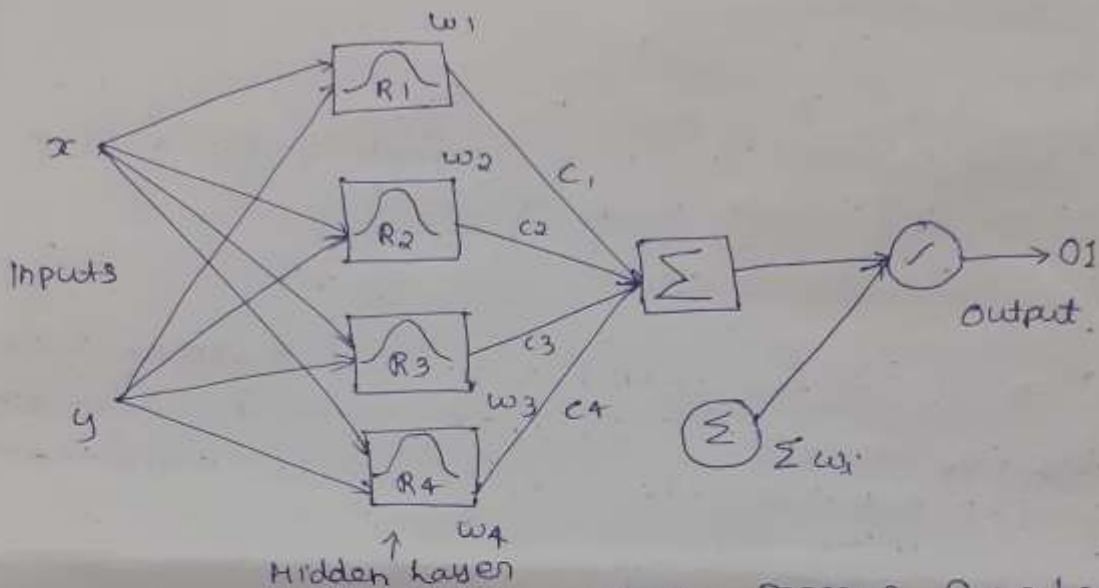 w1
R1
x
w2
R2
C1
c2
Inputs
Σ
/
O1
Output.
R3
c3
w3
c4
y
Σ
Σwi
R4
w4
↑
Hidden Layer